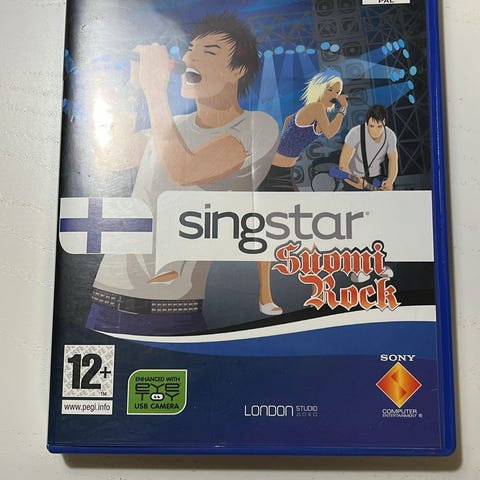 PAL
singstar®
Suomi
Rock
12+
www.pegi.info
ENHANCED WITH
EYE
TOY
USB CAMERA
LONDON STUDIO
SONY
COMPUTER
ENTERTAINMENT ®